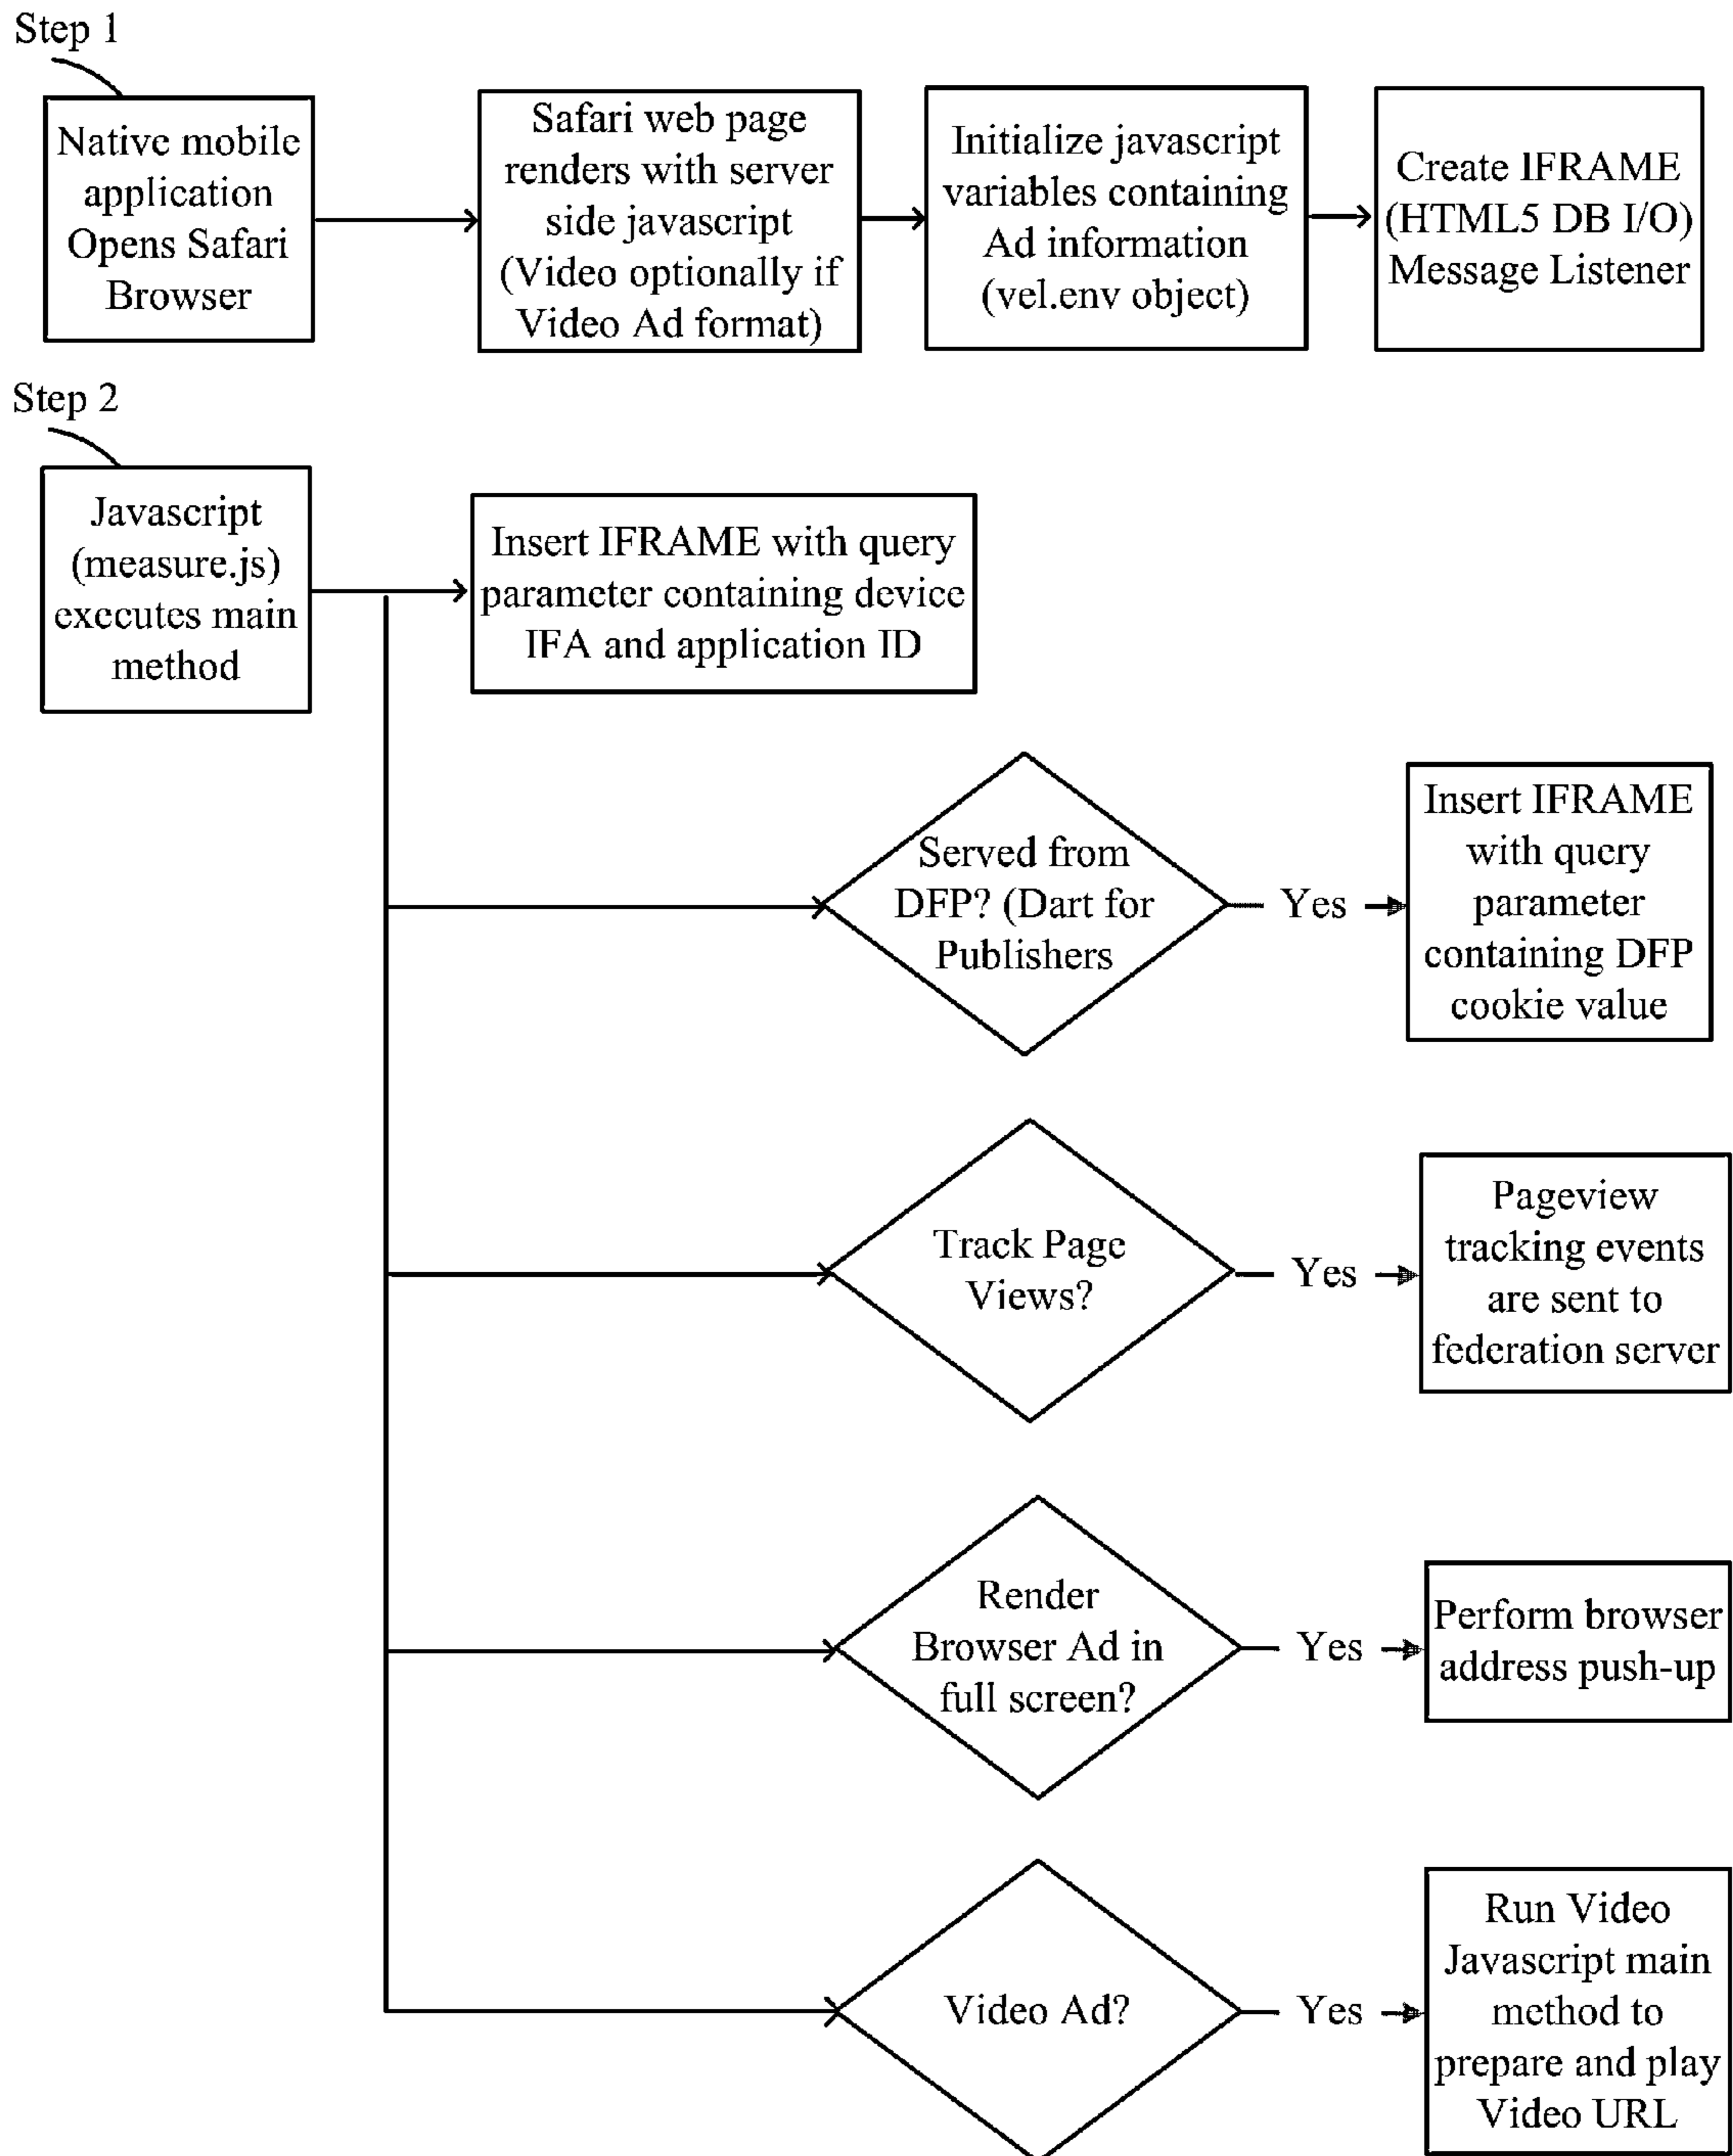 Step 1
Native mobile
application
Opens Safari
Browser
Safari web page
renders with server
side javascript
(Video optionally if
Video Ad format)
Initialize javascript
variables containing
Ad information
(vel.env object)
Create IFRAME
(HTML5 DB I/O)
Message Listener
Step 2
Javascript
(measure.js)
executes main
method
Insert IFRAME with query
parameter containing device
IFA and application ID
Served from
DFP? (Dart for
Publishers
Yes
Insert IFRAME
with query
parameter
containing DFP
cookie value
Track Page
Views?
Yes
Pageview
tracking events
are sent to
federation server
Render
Browser Ad in
full screen?
Yes
Perform browser
address push-up
Video Ad?
Yes
Run Video
Javascript main
method to
prepare and play
Video URL